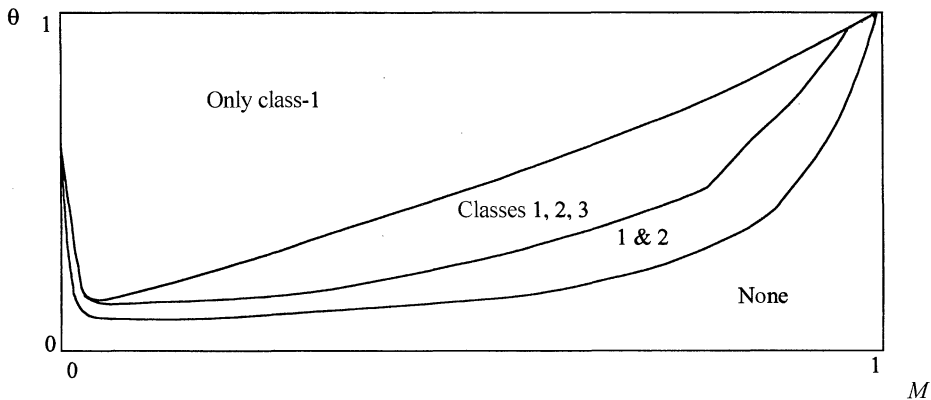 θ
1
Only class-1
Classes 1, 2, 3
1 & 2
None
0
0
1
M